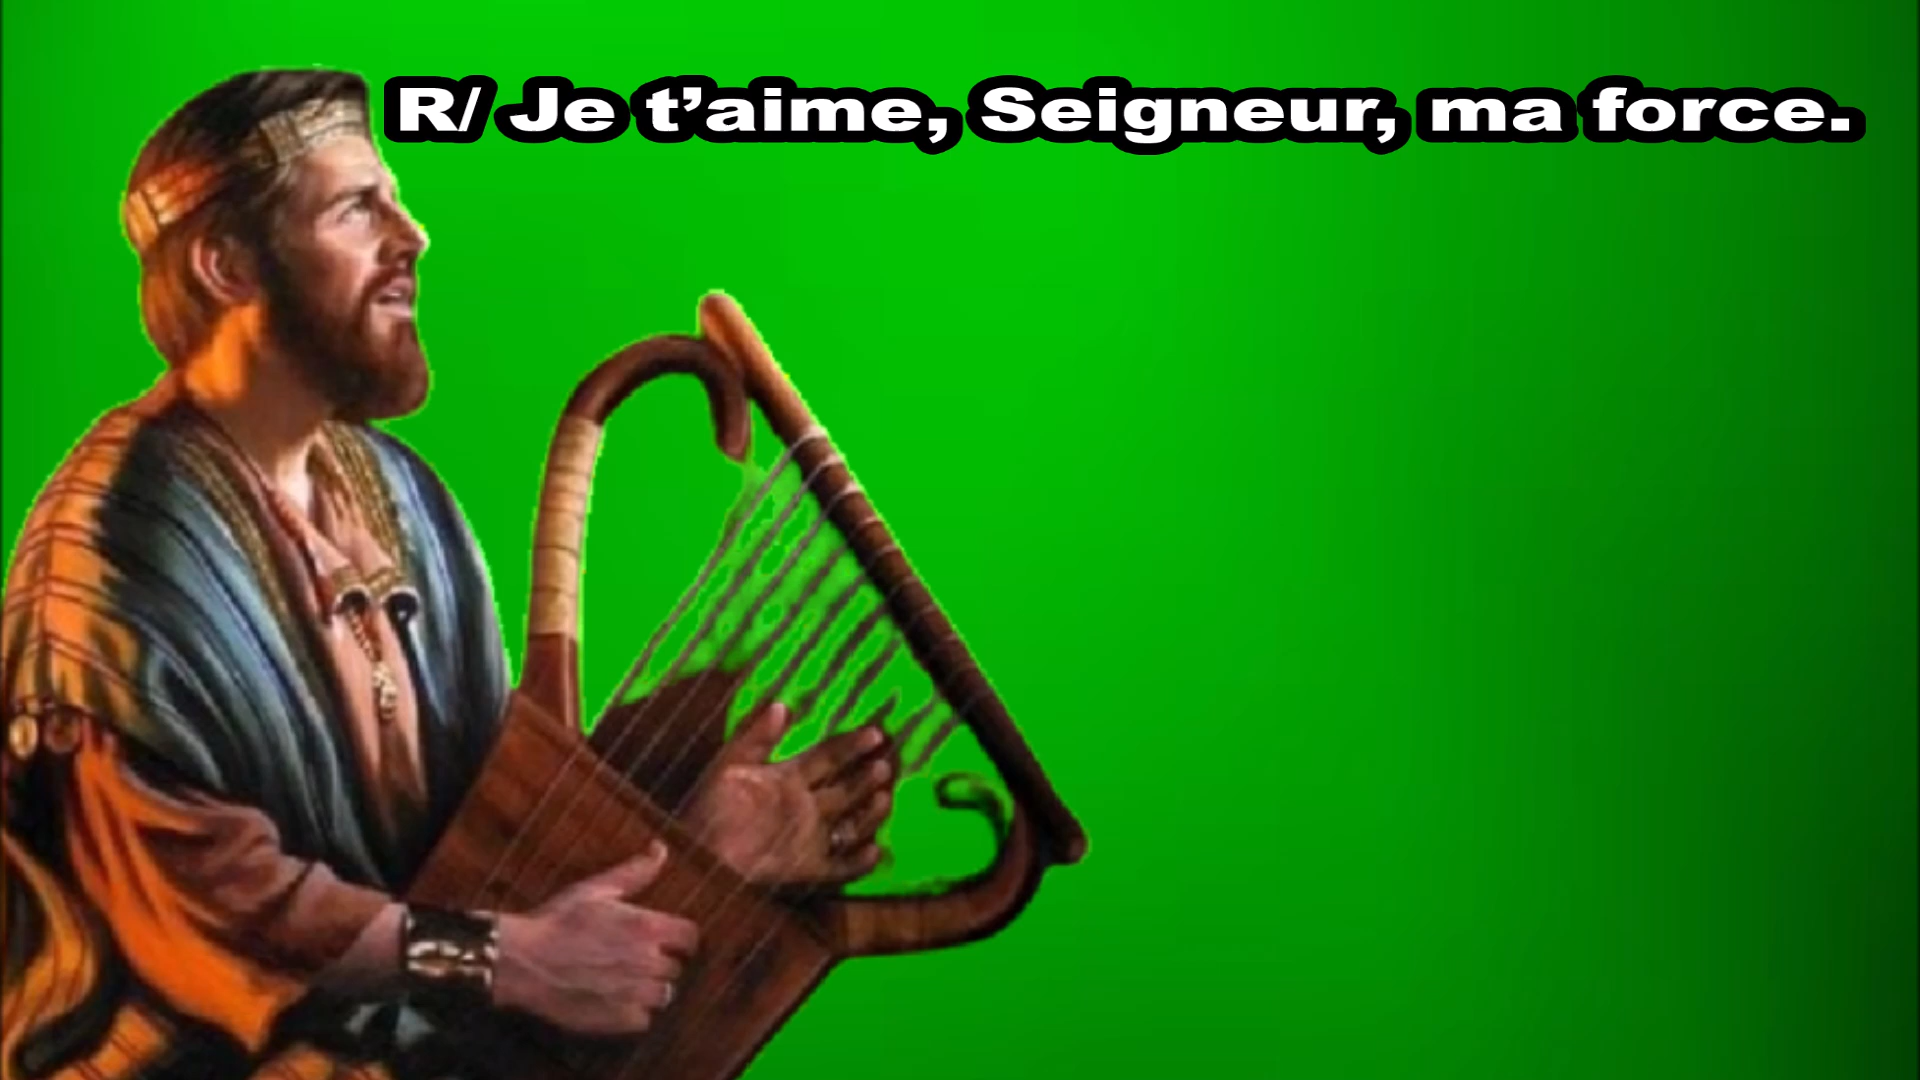 R/ Je t’aime, Seigneur, ma force.